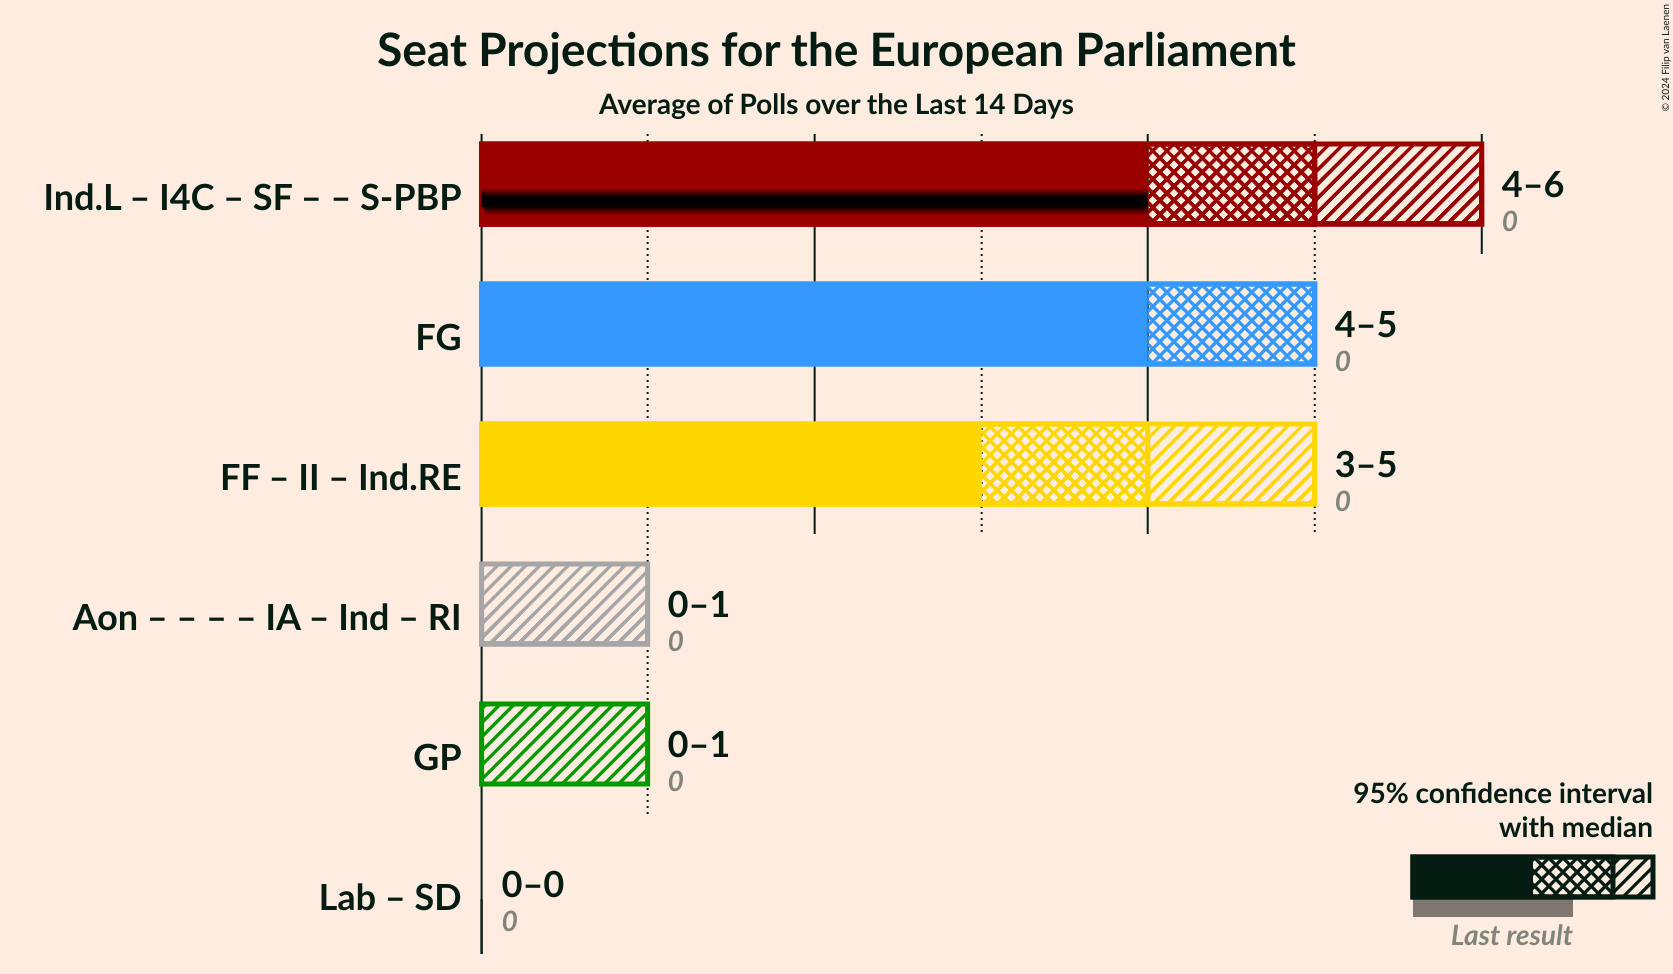 Seat Projections for the European Parliament
Average of Polls over the Last 14 Days
© 2024 Filip van Laenen
Ind.L – I4C – SF – – S-PBP
4–6
0
FG
4–5
0
FF – II – Ind.RE
3–5
0
Aon – – – – IA – Ind – RI
0–1
0
GP
0–1
0
Lab – SD
0–0
0
95% confidence interval
with median
Last result